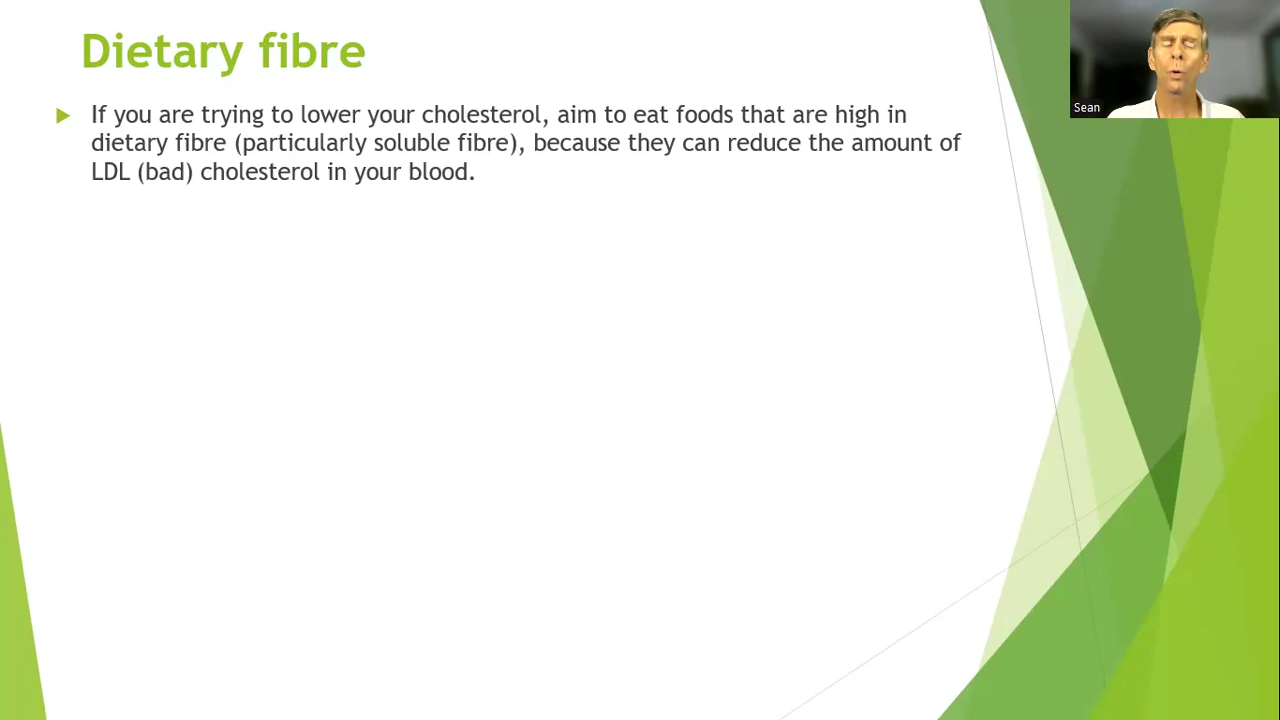 Dietary fibre
If you are trying to lower your cholesterol, aim to eat foods that are high in
dietary fibre (particularly soluble fibre), because they can reduce the amount of
LDL (bad) cholesterol in your blood.
Sean